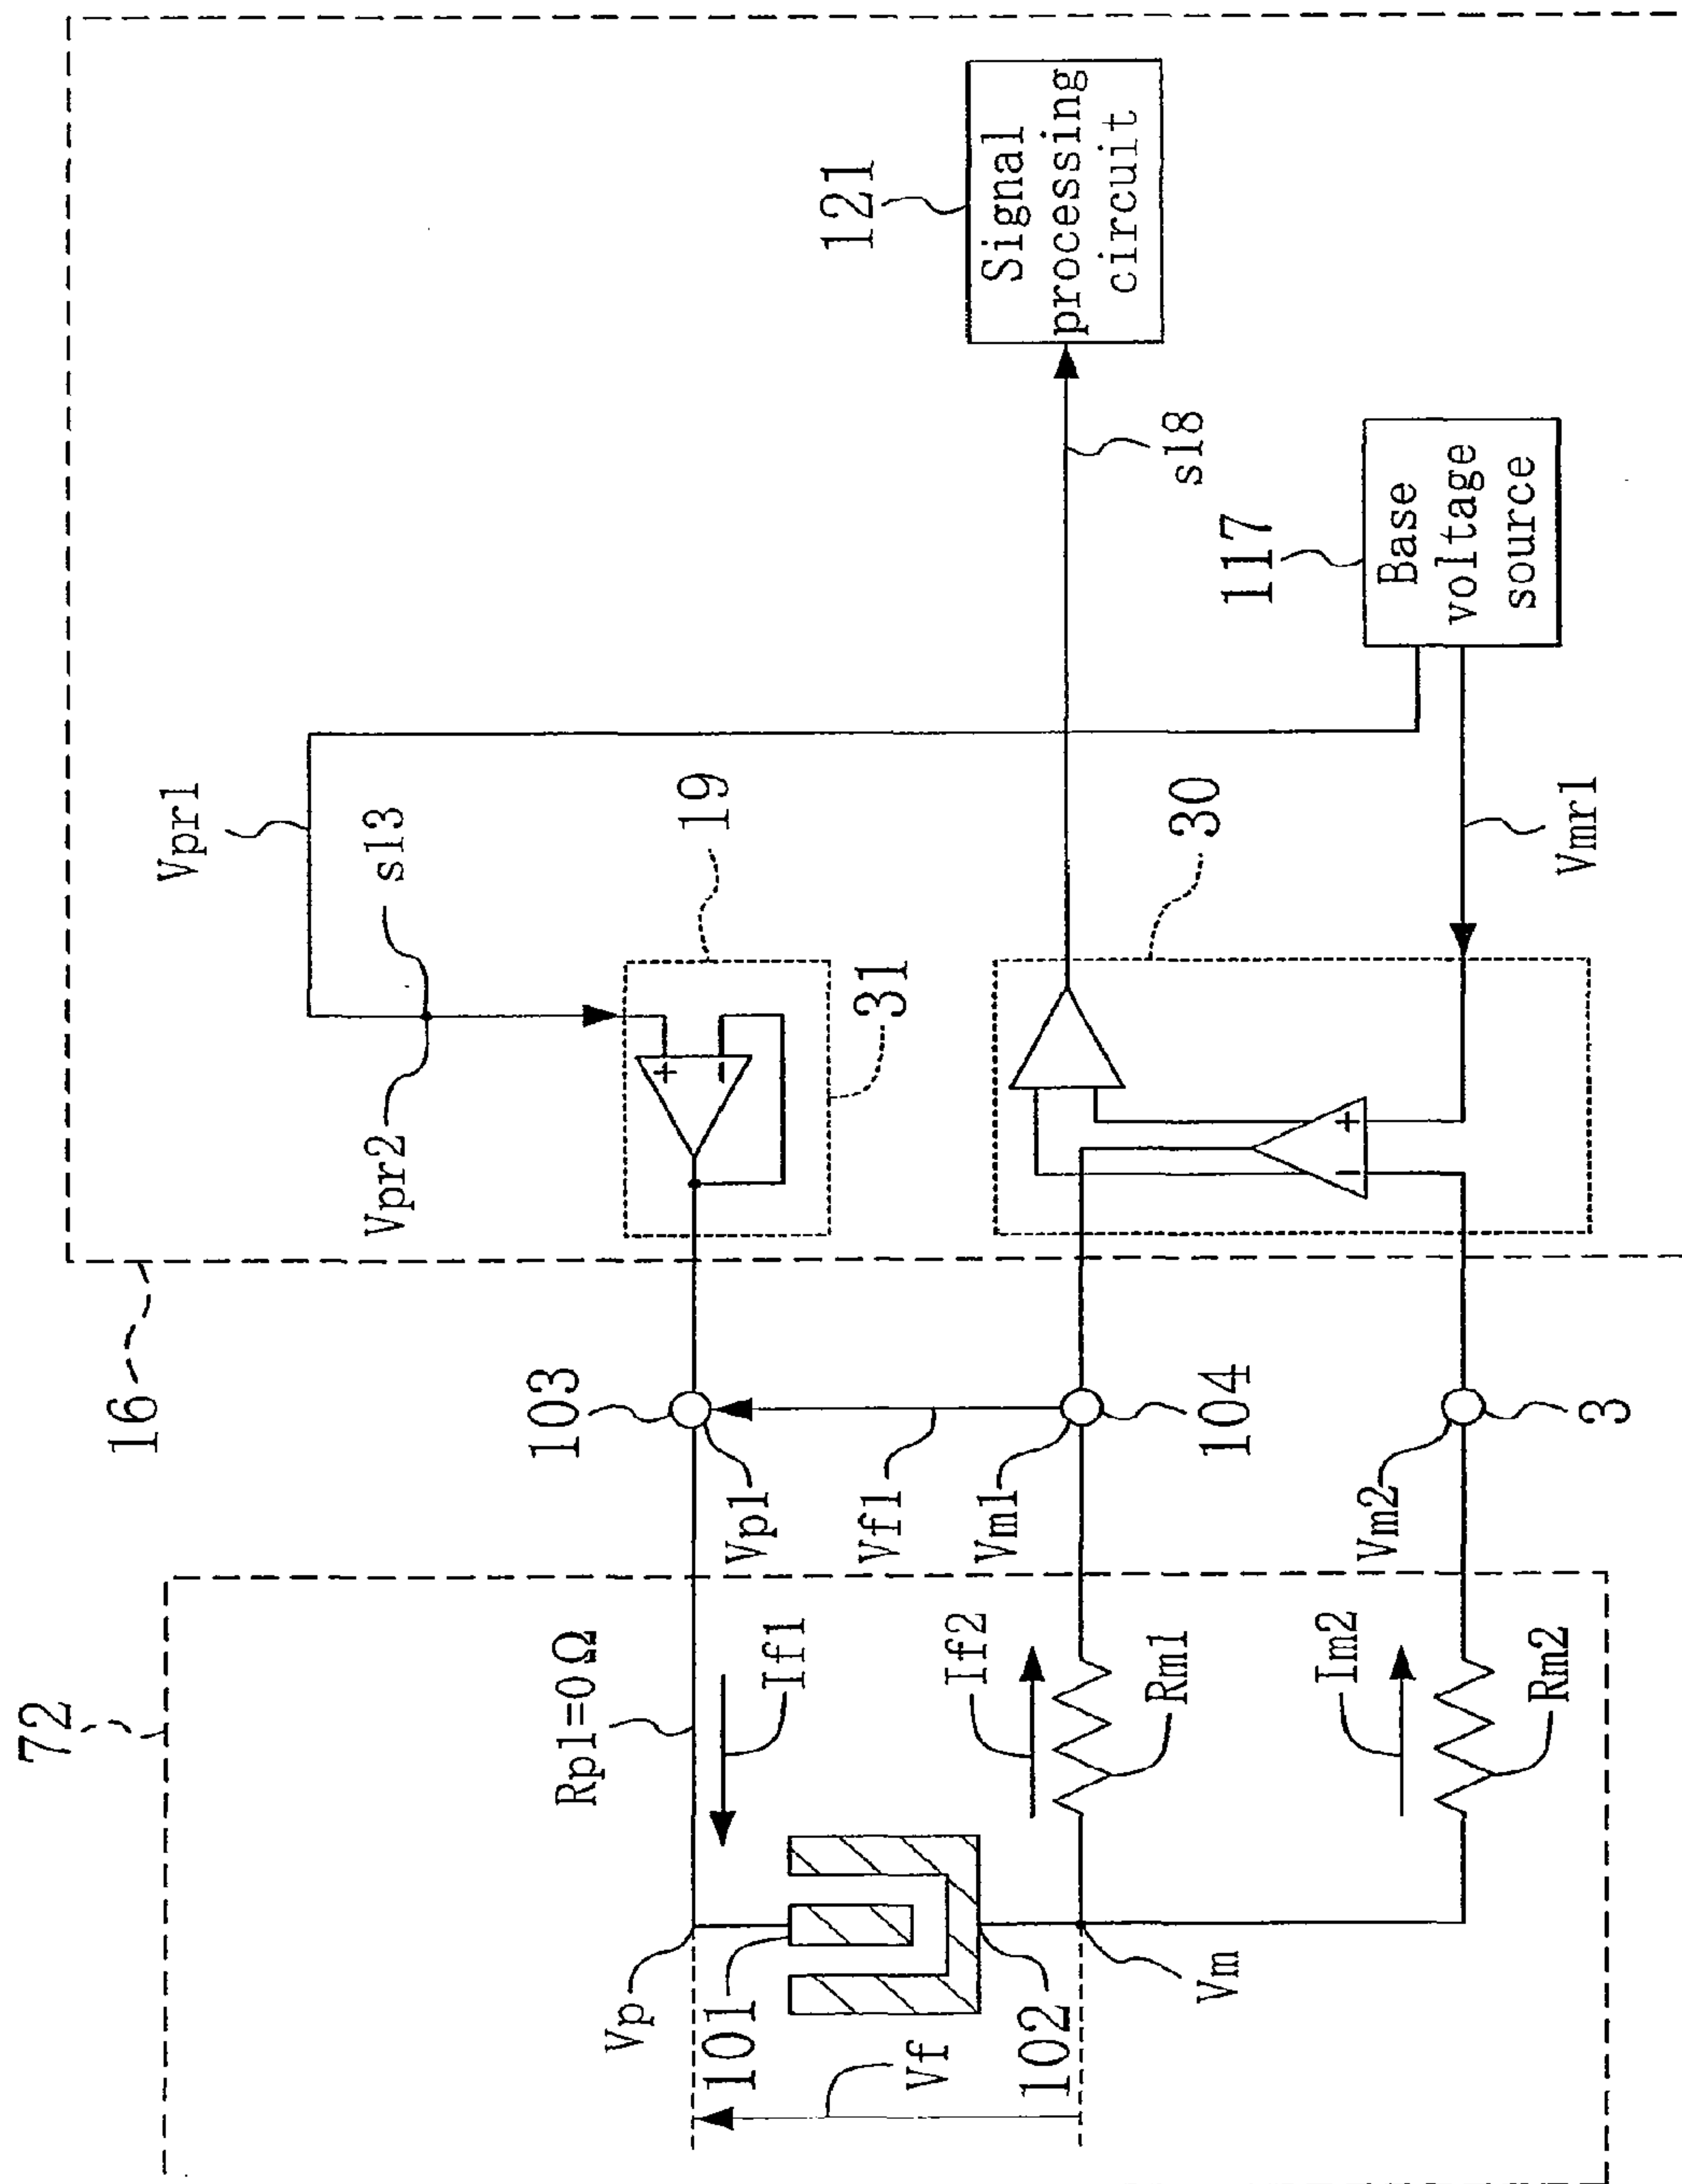 72
16
Vpr1
Vpr2
s13
19
31
121
Signal
processing
circuit
s18
117
Base
voltage
source
Vmr1
30
103
Vp1
Vf1
Vm1
104
Vm2
3
Rp1=0Ω
If1
If2
Rm1
Im2
Rm2
Vp
101
Vf
102
Vm
+
−
−
+